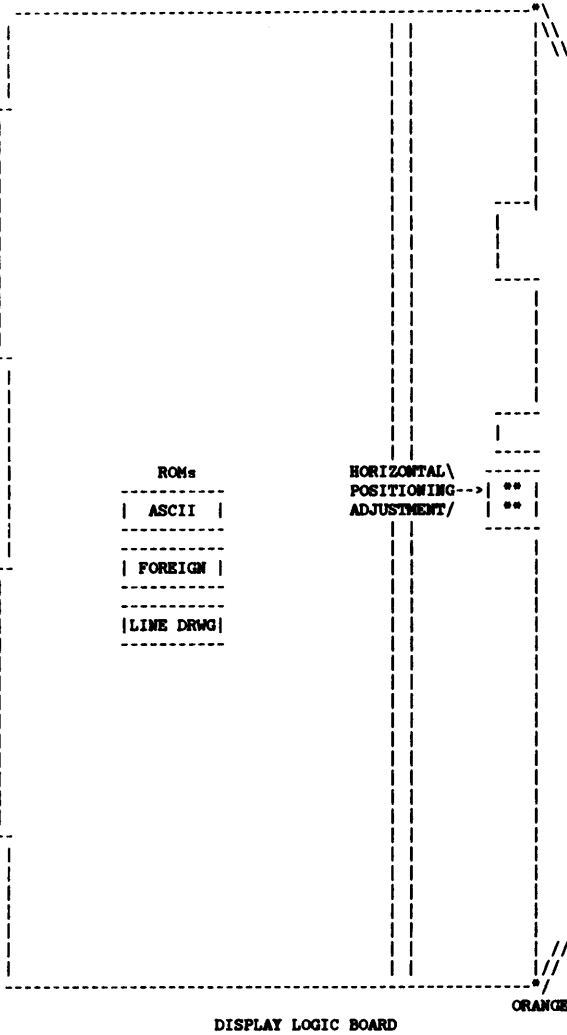 ROMs
ASCII
FOREIGN
LINE DRWG
HORIZONTAL\
POSITIONING-->| ** |
ADJUSTMENT/ | ** |
ORANGE
DISPLAY LOGIC BOARD